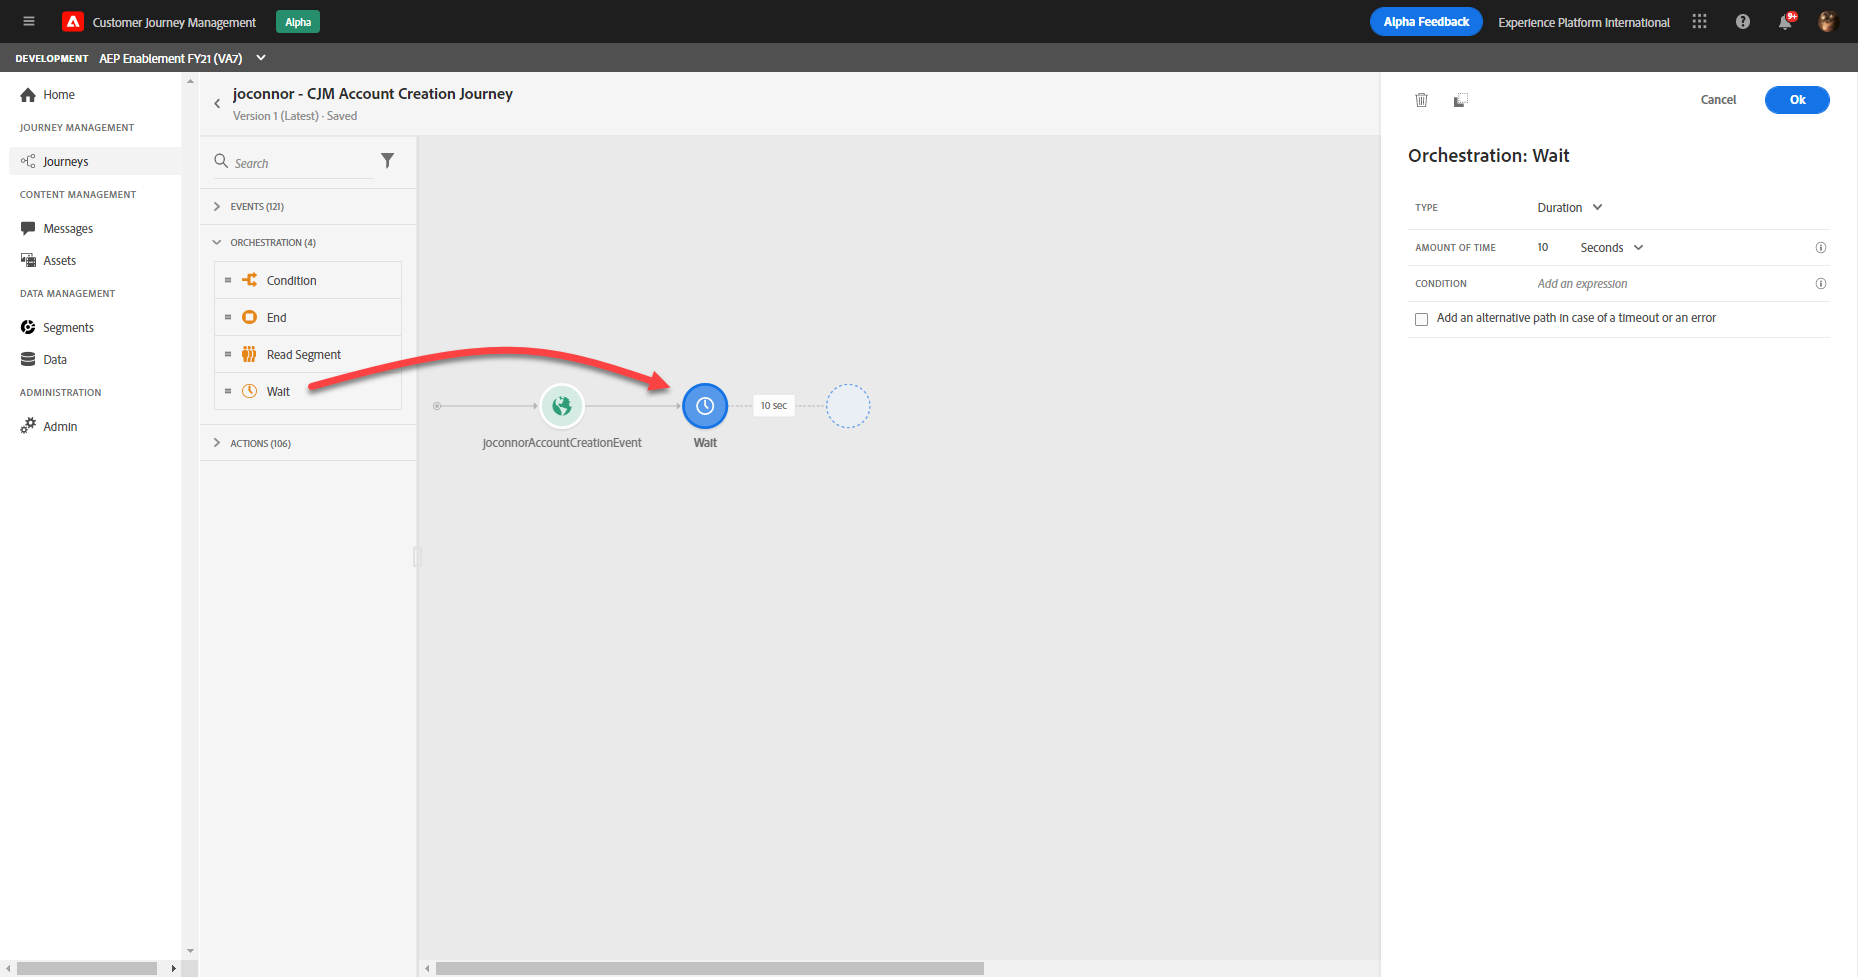 Customer Journey Management
Alpha
Alpha Feedback
Experience Platform International
9+
DEVELOPMENT AEP Enablement FY21 (VA7)
Home
JOURNEY MANAGEMENT
Journeys
CONTENT MANAGEMENT
Messages
Assets
DATA MANAGEMENT
Segments
Data
ADMINISTRATION
Admin
joconnor - CJM Account Creation Journey
Version 1 (Latest) · Saved
Search
EVENTS (121)
ORCHESTRATION (4)
Condition
End
Read Segment
Wait
ACTIONS (106)
joconnorAccountCreationEvent
Wait
10 sec
Cancel
Ok
Orchestration: Wait
TYPE Duration
AMOUNT OF TIME 10 Seconds
CONDITION Add an expression
Add an alternative path in case of a timeout or an error